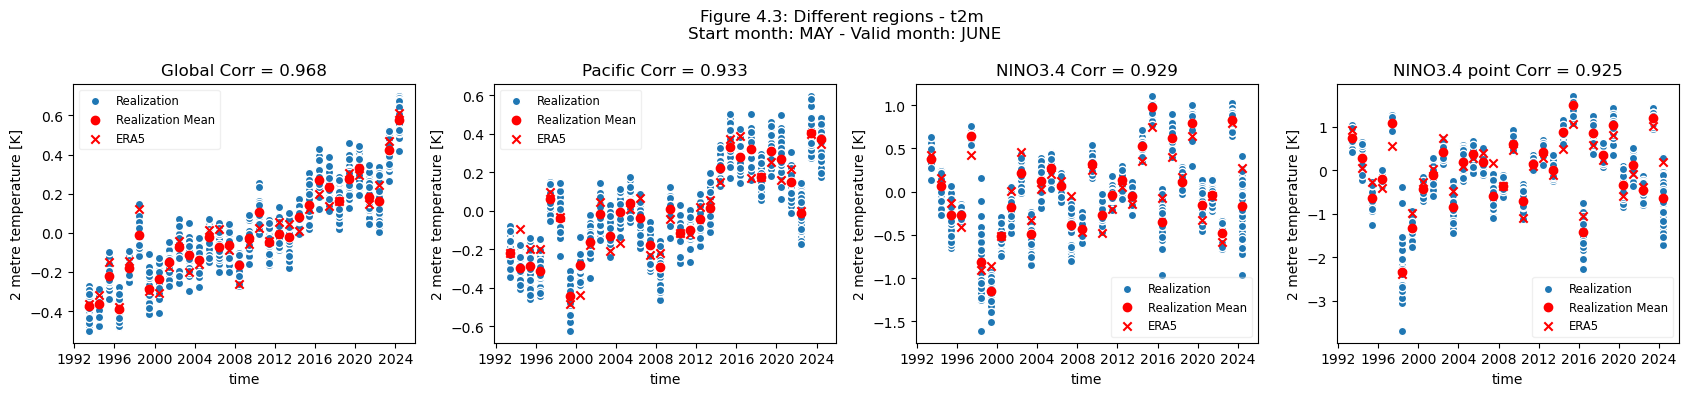 Figure 4.3: Different regions - t2m
Start month: MAY - Valid month: JUNE
Global Corr = 0.968
2 metre temperature [K]
0.6
0.4
0.2
0.0
−0.2
−0.4
Realization
Realization Mean
ERA5
1992 1996 2000 2004 2008 2012 2016 2020 2024
time
Pacific Corr = 0.933
2 metre temperature [K]
0.6
0.4
0.2
0.0
−0.2
−0.4
−0.6
Realization
Realization Mean
ERA5
1992 1996 2000 2004 2008 2012 2016 2020 2024
time
NINO3.4 Corr = 0.929
2 metre temperature [K]
1.0
0.5
0.0
−0.5
−1.0
−1.5
Realization
Realization Mean
ERA5
1992 1996 2000 2004 2008 2012 2016 2020 2024
time
NINO3.4 point Corr = 0.925
2 metre temperature [K]
1
0
−1
−2
−3
Realization
Realization Mean
ERA5
1992 1996 2000 2004 2008 2012 2016 2020 2024
time